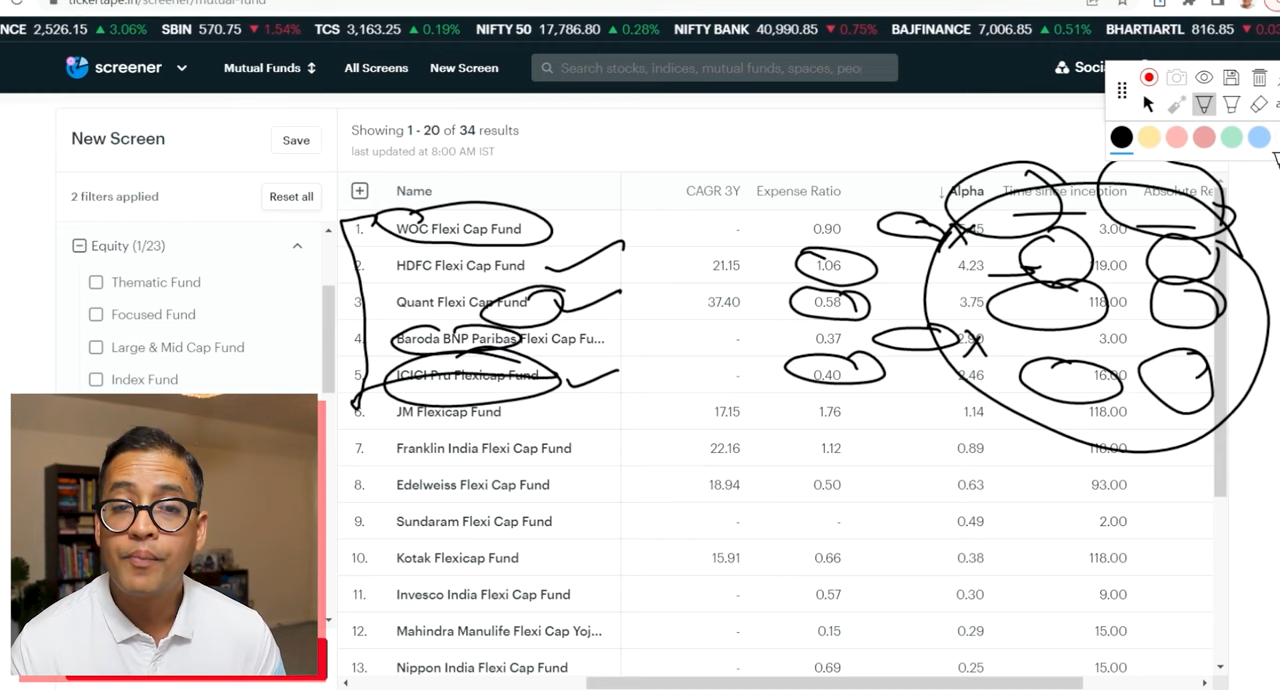 tickertape.in/screener/mutual-fund
NCE 2,526.15 ▲ 3.06% SBIN 570.75 ▼ 1.54% TCS 3,163.25 ▲ 0.19% NIFTY 50 17,786.80 ▲ 0.28% NIFTY BANK 40,990.85 ▼ 0.75% BAJFINANCE 7,006.85 ▲ 0.51% BHARTIARTL 816.85 ▼ 0.03
screener Mutual Funds All Screens New Screen Search stocks, indices, mutual funds, spaces, peo Socia
New Screen Save
2 filters applied Reset all
Equity (1/23)
Thematic Fund
Focused Fund
Large & Mid Cap Fund
Index Fund
Showing 1 - 20 of 34 results
last updated at 8:00 AM IST
Name CAGR 3Y Expense Ratio ↓ Alpha Time since inception Absolute Re
1. WOC Flexi Cap Fund - 0.90 3.00
2. HDFC Flexi Cap Fund 21.15 1.06 4.23 119.00
3. Quant Flexi Cap Fund 37.40 0.58 3.75 118.00
4. Baroda BNP Paribas Flexi Cap Fu... - 0.37 3.00
5. ICICI Pru Flexicap Fund - 0.40 2.46 16.00
6. JM Flexicap Fund 17.15 1.76 1.14 118.00
7. Franklin India Flexi Cap Fund 22.16 1.12 0.89 118.00
8. Edelweiss Flexi Cap Fund 18.94 0.50 0.63 93.00
9. Sundaram Flexi Cap Fund - - 0.49 2.00
10. Kotak Flexicap Fund 15.91 0.66 0.38 118.00
11. Invesco India Flexi Cap Fund - 0.57 0.30 9.00
12. Mahindra Manulife Flexi Cap Yoj... - 0.15 0.29 15.00
13. Nippon India Flexi Cap Fund - 0.69 0.25 15.00